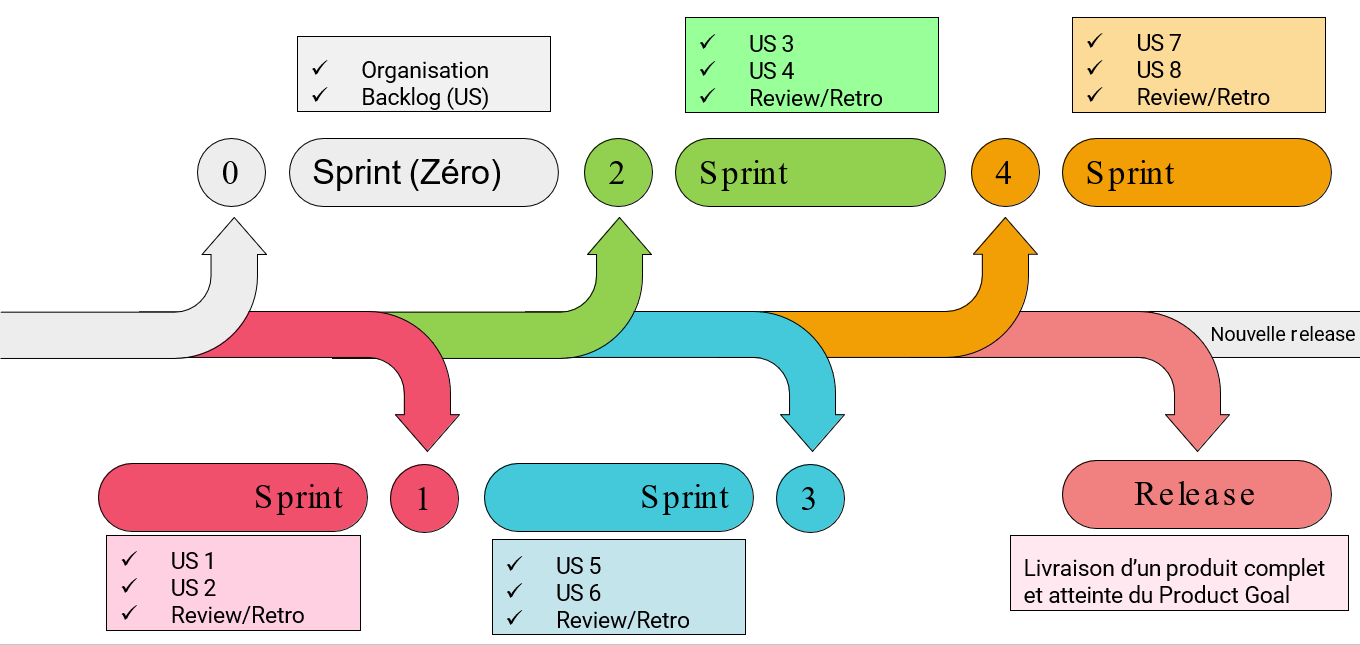 ✓ Organisation
✓ Backlog (US)
0
Sprint (Zéro)
✓ US 3
✓ US 4
✓ Review/Retro
2
Sprint
✓ US 7
✓ US 8
✓ Review/Retro
4
Sprint
Nouvelle release
Sprint
1
✓ US 1
✓ US 2
✓ Review/Retro
Sprint
3
✓ US 5
✓ US 6
✓ Review/Retro
Release
Livraison d’un produit complet
et atteinte du Product Goal